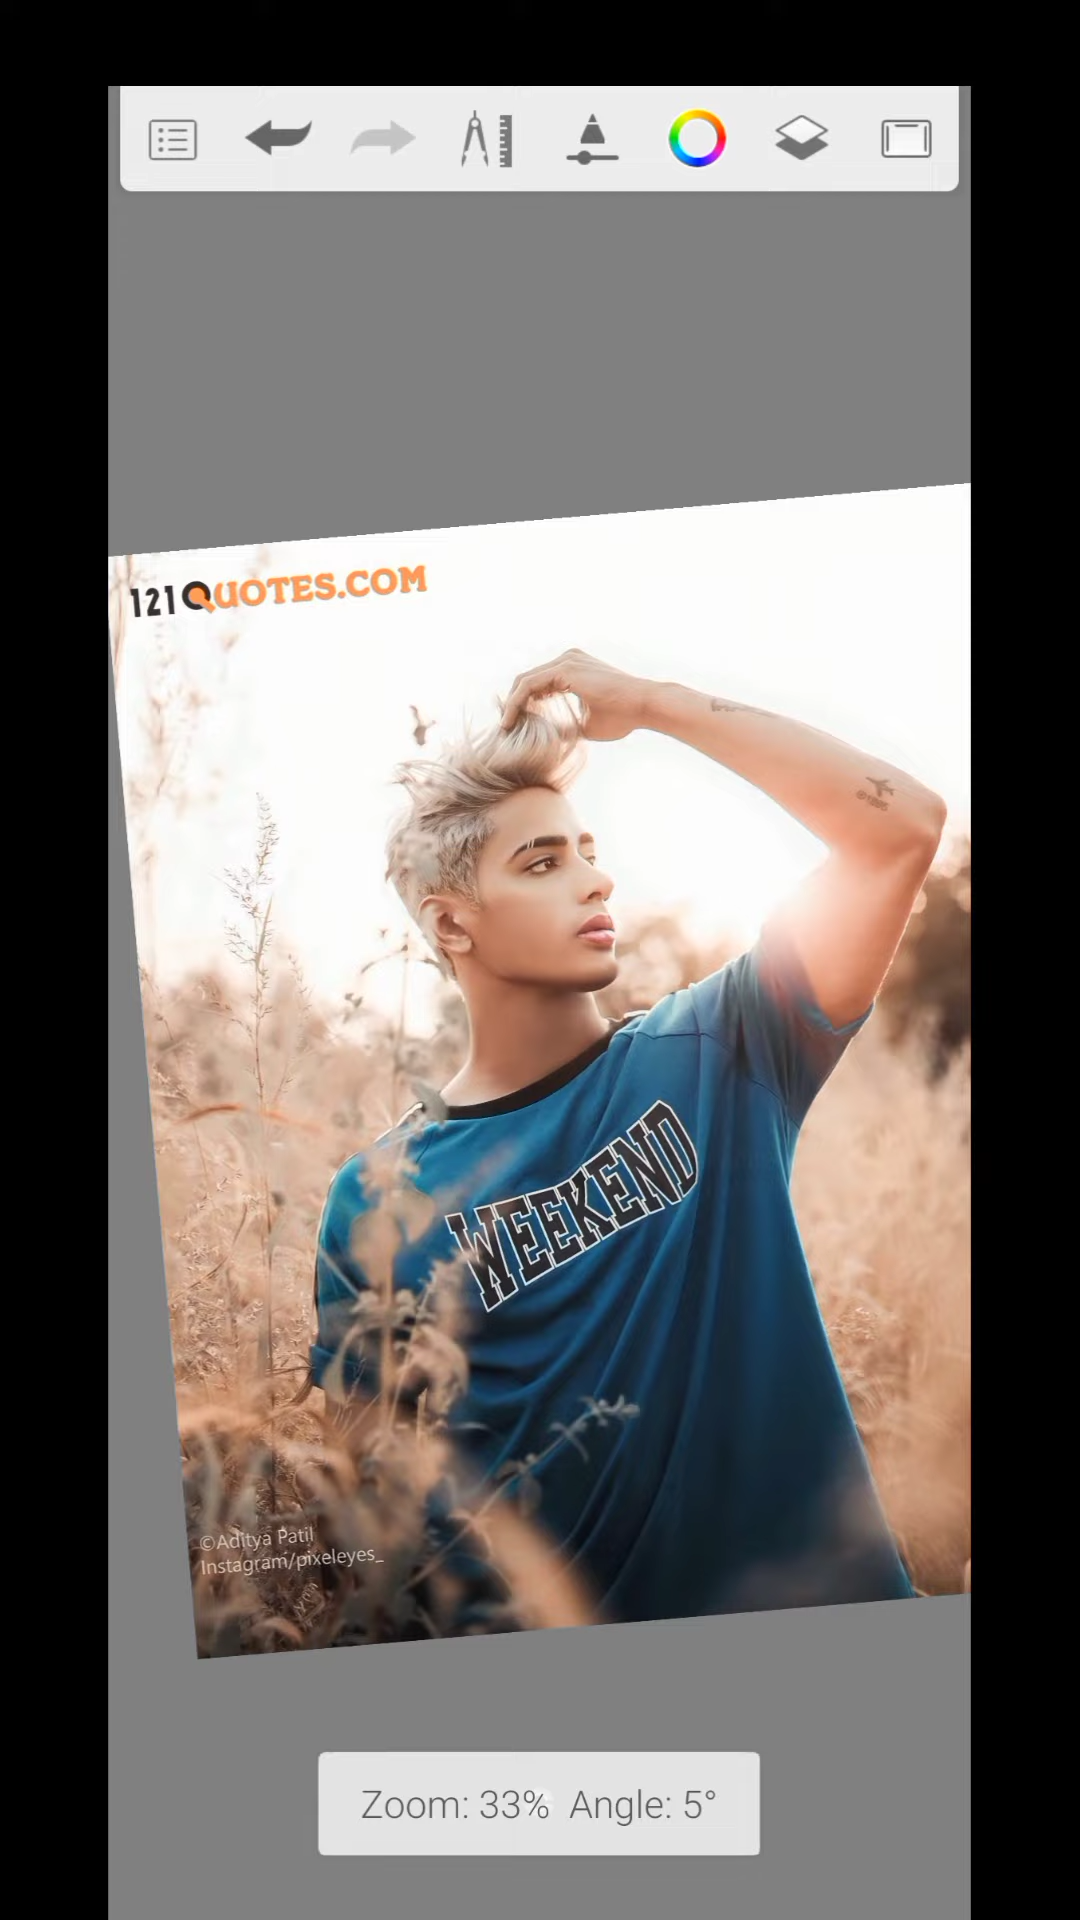 121QUOTES.COM
WEEKEND
©Aditya Patil
Instagram/pixeleyes_
Zoom: 33% Angle: 5°